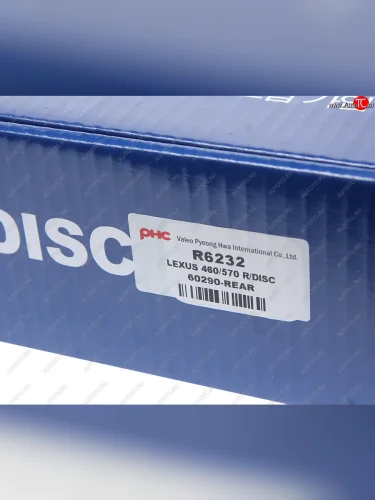 DISC
PHC Valeo Pyeong Hwa International Co.,Ltd.
R6232
LEXUS 460/570 R/DISC
60290-REAR